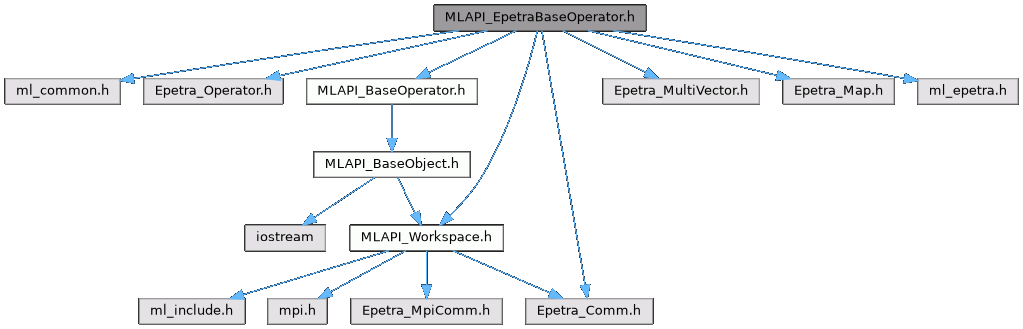 MLAPI_EpetraBaseOperator.h
ml_common.h
Epetra_Operator.h
MLAPI_BaseOperator.h
Epetra_MultiVector.h
Epetra_Map.h
ml_epetra.h
MLAPI_BaseObject.h
iostream
MLAPI_Workspace.h
ml_include.h
mpi.h
Epetra_MpiComm.h
Epetra_Comm.h